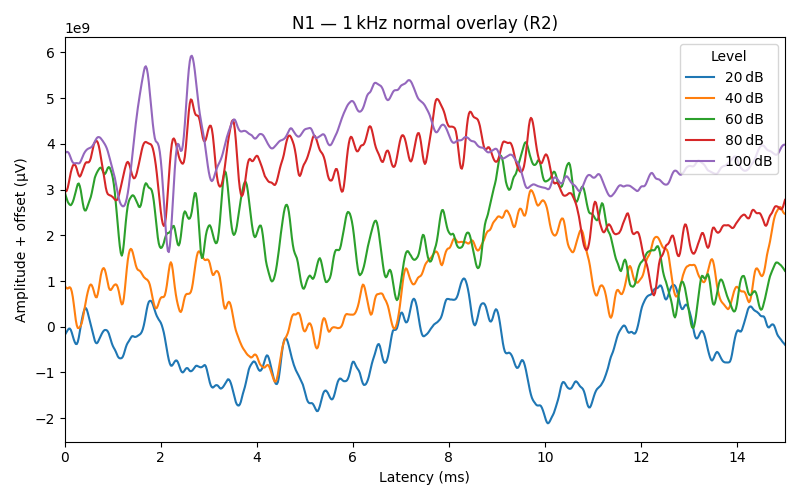 N1 — 1 kHz normal overlay (R2)
1e9
Amplitude + offset (µV)
6
5
4
3
2
1
0
−1
−2
Level
20 dB
40 dB
60 dB
80 dB
100 dB
0 2 4 6 8 10 12 14
Latency (ms)